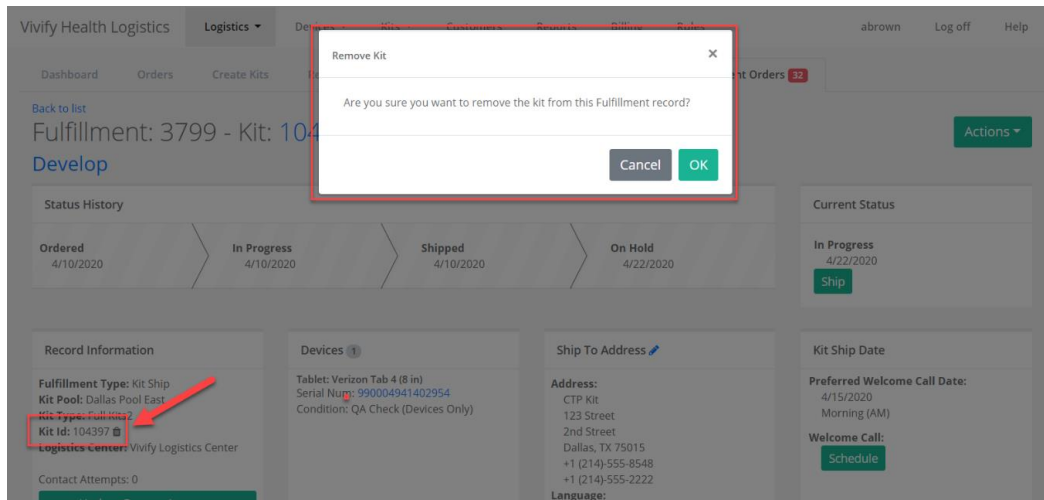 Vivify Health Logistics Logistics Devices Kits Customers Reports Billing Rules abrown Log off Help
Remove Kit ×
Dashboard Orders Create Kits nt Orders 32
Are you sure you want to remove the kit from this Fulfillment record?
Back to list
Fulfillment: 3799 - Kit: 104
Actions
Develop
Cancel OK
Status History
Current Status
Ordered
4/10/2020
In Progress
4/10/2020
Shipped
4/10/2020
On Hold
4/22/2020
In Progress
4/22/2020
Ship
Record Information
Fulfillment Type: Kit Ship
Kit Pool: Dallas Pool East
Kit Type: Full Kits2
Kit Id: 104397
Logistics Center: Vivify Logistics Center
Contact Attempts: 0
Devices 1
Tablet: Verizon Tab 4 (8 in)
Serial Num: 990004941402954
Condition: QA Check (Devices Only)
Ship To Address
Address:
CTP Kit
123 Street
2nd Street
Dallas, TX 75015
+1 (214)-555-8548
+1 (214)-555-2222
Language:
Kit Ship Date
Preferred Welcome Call Date:
4/15/2020
Morning (AM)
Welcome Call:
Schedule